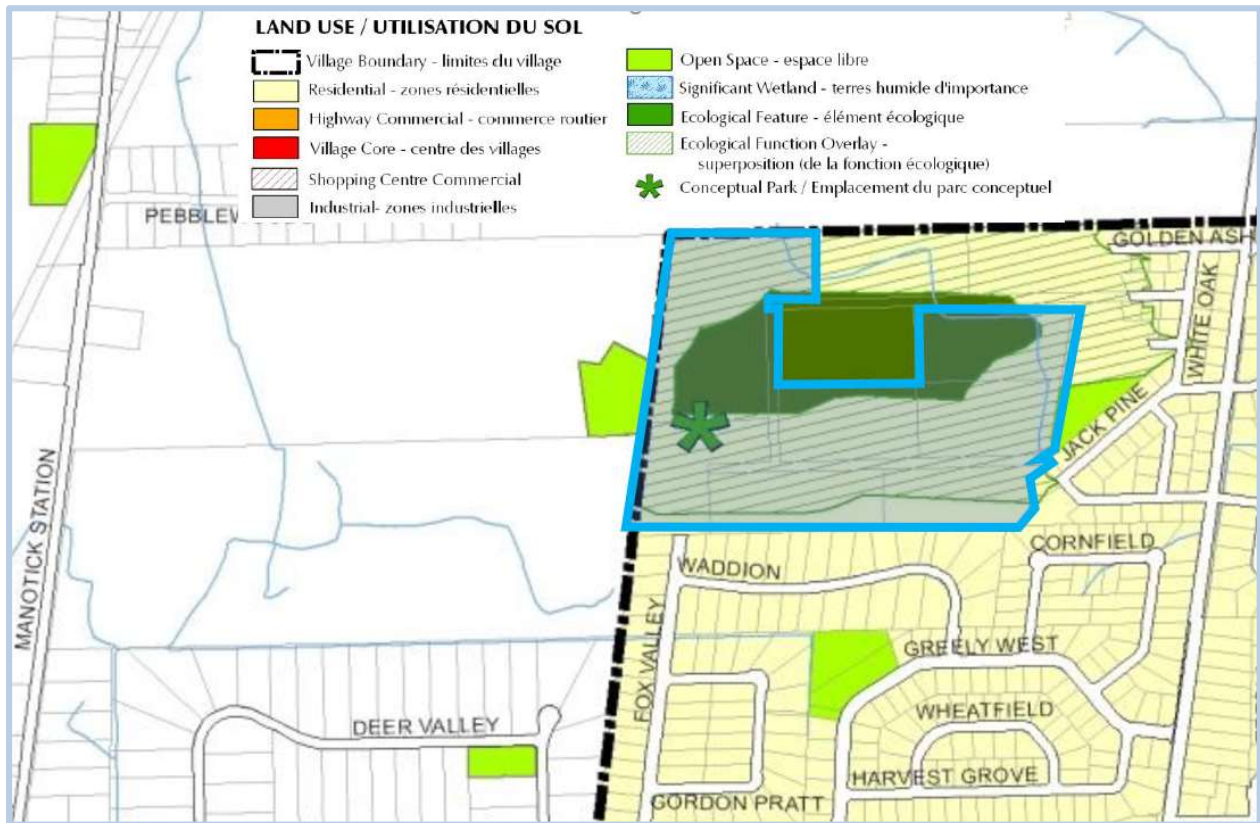 LAND USE / UTILISATION DU SOL
Village Boundary - limites du village
Residential - zones résidentielles
Highway Commercial - commerce routier
Village Core - centre des villages
Shopping Centre Commercial
Industrial- zones industrielles
Open Space - espace libre
Significant Wetland - terres humide d'importance
Ecological Feature - élément écologique
Ecological Function Overlay -
superposition (de la fonction écologique)
Conceptual Park / Emplacement du parc conceptuel
GOLDEN ASH
WHITE OAK
JACK PINE
MANOTICK STATION
CORNFIELD
WADDION
FOX VALLEY
GREELY WEST
DEER VALLEY
WHEATFIELD
HARVEST GROVE
GORDON PRATT